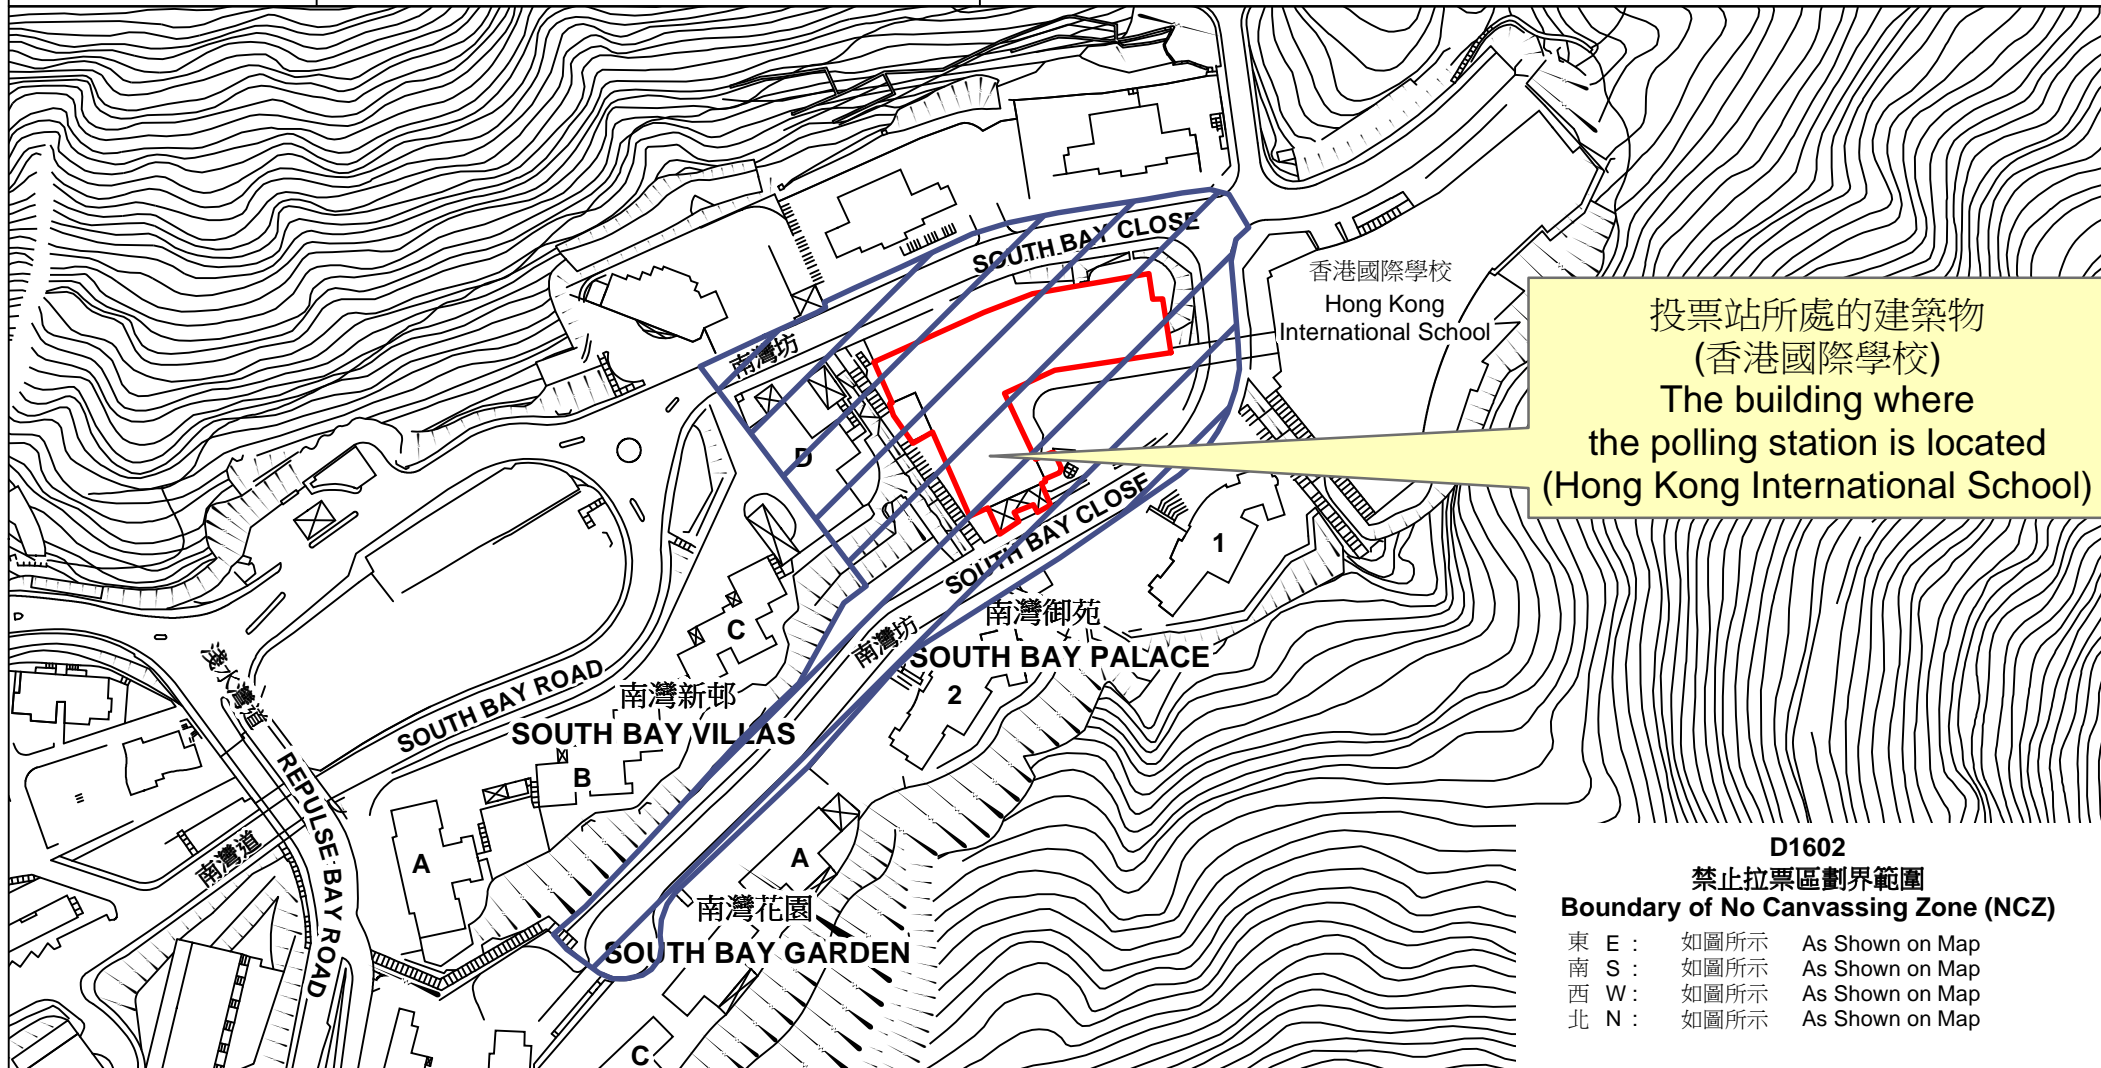 SOUTH BAY CLOSE
香港國際學校
Hong Kong
International School
投票站所處的建築物
(香港國際學校)
The building where
the polling station is located
(Hong Kong International School)
南灣坊
D
SOUTH BAY CLOSE
1
南灣御苑
南灣坊
SOUTH BAY PALACE
2
C
淺水灣道
SOUTH BAY ROAD
南灣新邨
SOUTH BAY VILLAS
B
REPULSE BAY ROAD
A
南灣道
A
南灣花園
SOUTH BAY GARDEN
C
D1602
禁止拉票區劃界範圍
Boundary of No Canvassing Zone (NCZ)
東 E : 如圖所示 As Shown on Map
南 S : 如圖所示 As Shown on Map
西 W : 如圖所示 As Shown on Map
北 N : 如圖所示 As Shown on Map